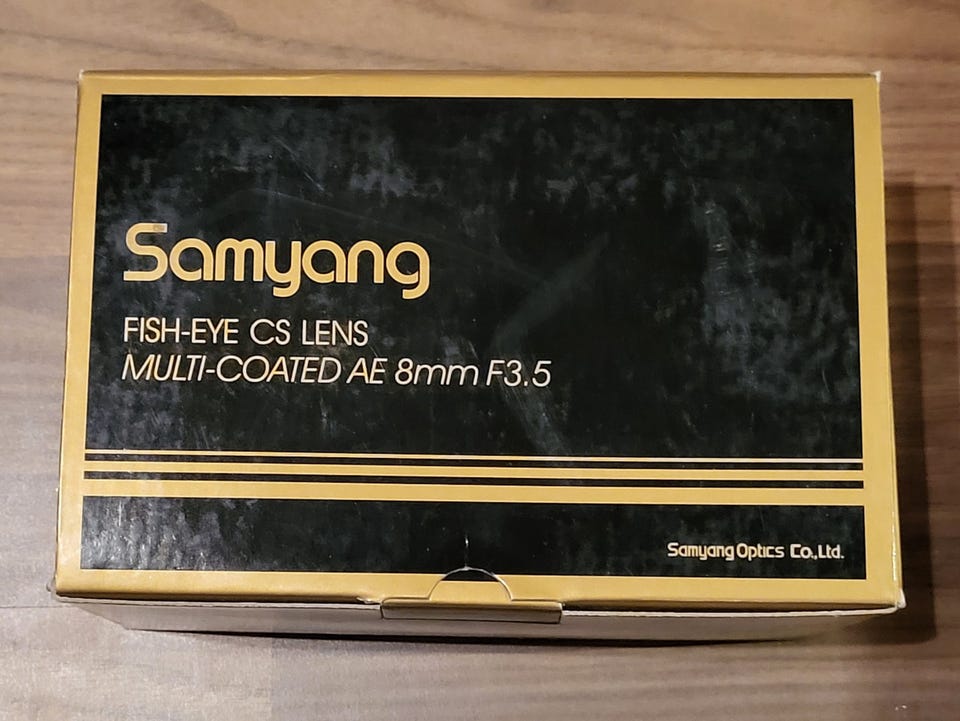 Samyang
FISH-EYE CS LENS
MULTI-COATED AE 8mm F3.5
Samyang Optics Co.,Ltd.